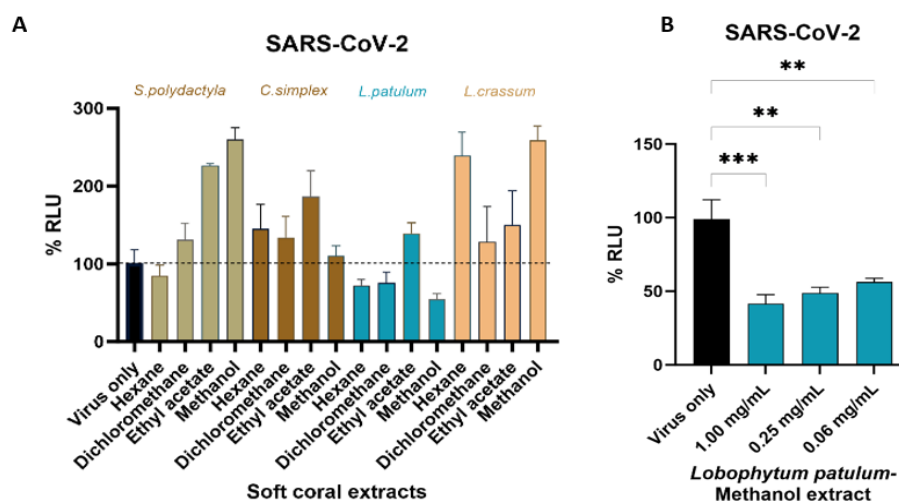 A
SARS-CoV-2
S.polydactyla C.simplex L.patulum L.crassum
300
200
100
0
% RLU
Virus only
Hexane
Dichloromethane
Ethyl acetate
Methanol
Hexane
Dichloromethane
Ethyl acetate
Methanol
Hexane
Dichloromethane
Ethyl acetate
Methanol
Hexane
Dichloromethane
Ethyl acetate
Methanol
Soft coral extracts
B
SARS-CoV-2
**
**
***
150
100
50
0
% RLU
Virus only
1.00 mg/mL
0.25 mg/mL
0.06 mg/mL
Lobophytum patulum-
Methanol extract